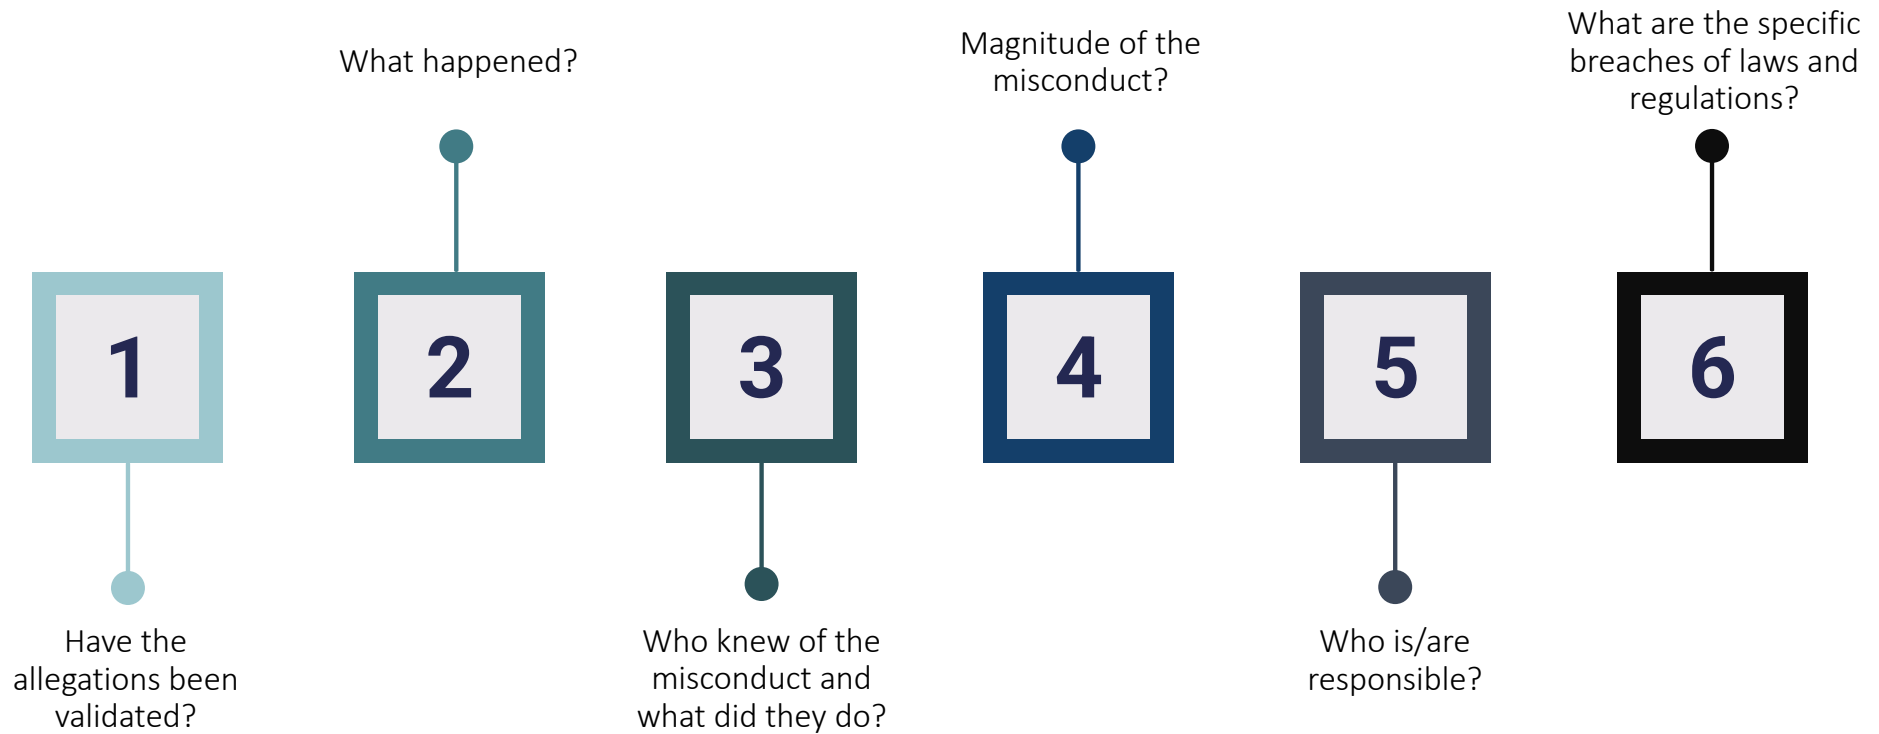 What happened?
Magnitude of the
misconduct?
What are the specific
breaches of laws and
regulations?
1
2
3
4
5
6
Have the
allegations been
validated?
Who knew of the
misconduct and
what did they do?
Who is/are
responsible?